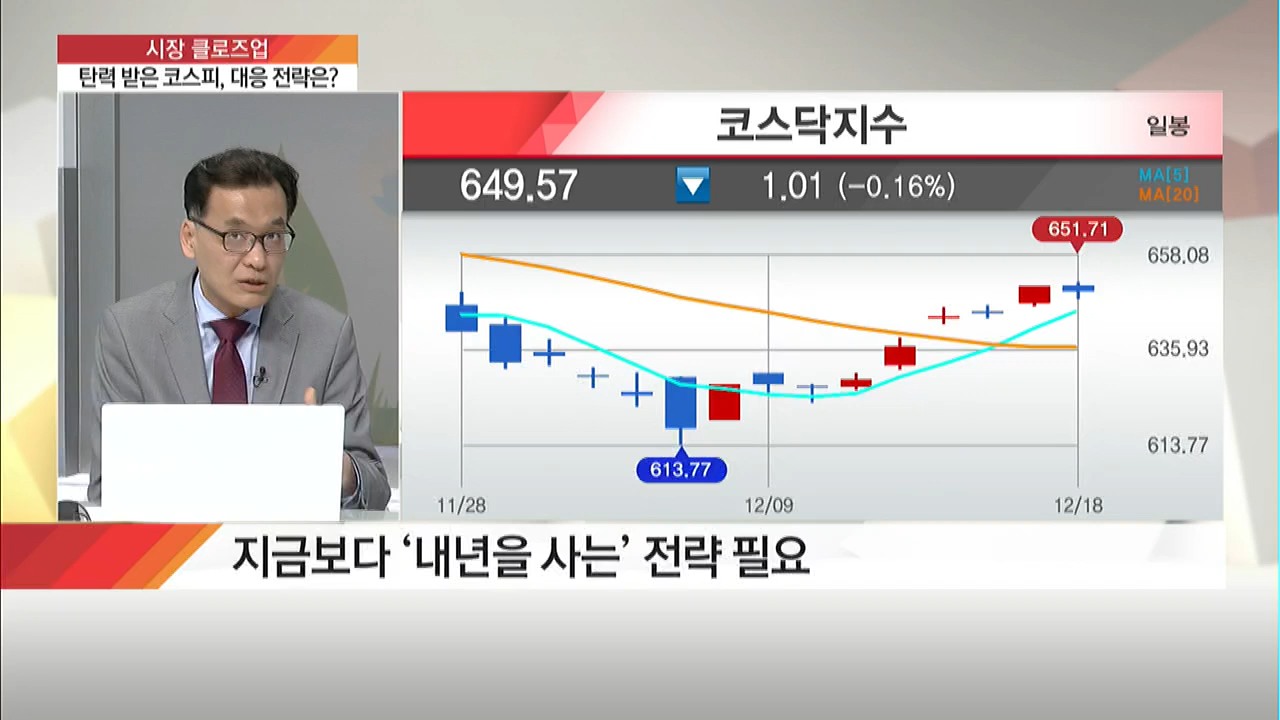 시장 클로즈업
탄력 받은 코스피, 대응 전략은?
코스닥지수
일봉
649.57 ▼ 1.01 (-0.16%)
MA[5]
MA[20]
651.71
658.08
635.93
613.77
613.77
11/28 12/09 12/18
지금보다 ‘내년을 사는’ 전략 필요